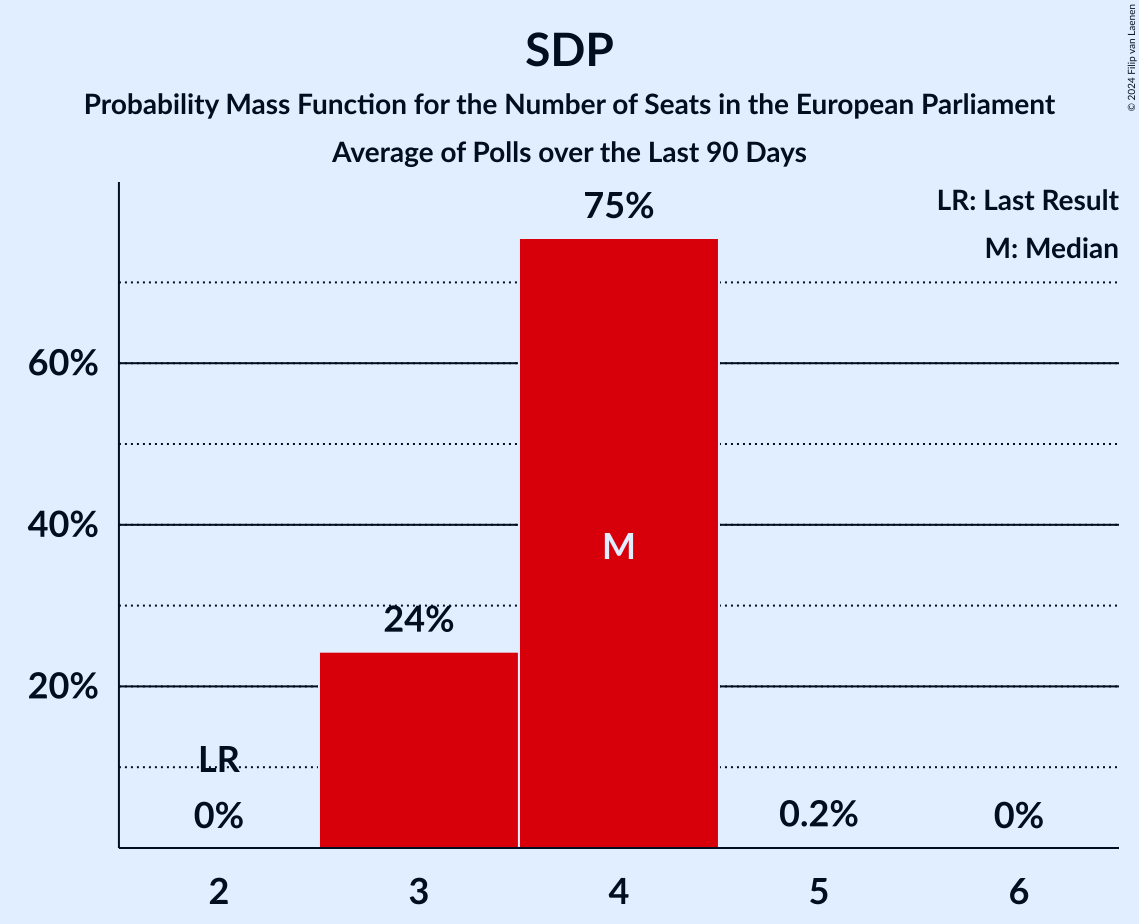 SDP
Probability Mass Function for the Number of Seats in the European Parliament
Average of Polls over the Last 90 Days
© 2024 Filip van Laenen
LR: Last Result
M: Median
75%
60%
40%
M
24%
20%
LR
0%
0.2%
0%
2 3 4 5 6